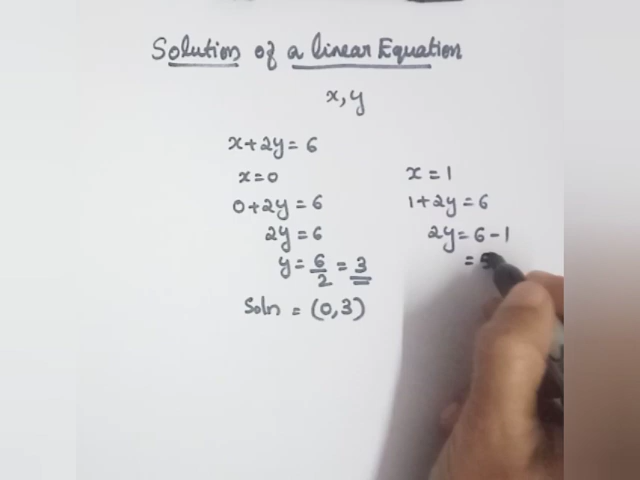 Solution of a linear Equation
x, y
x+2y = 6
x=0
0+2y = 6
2y = 6
y = 6/2 = 3
Soln = (0,3)
x = 1
1+2y = 6
2y = 6-1
= 5